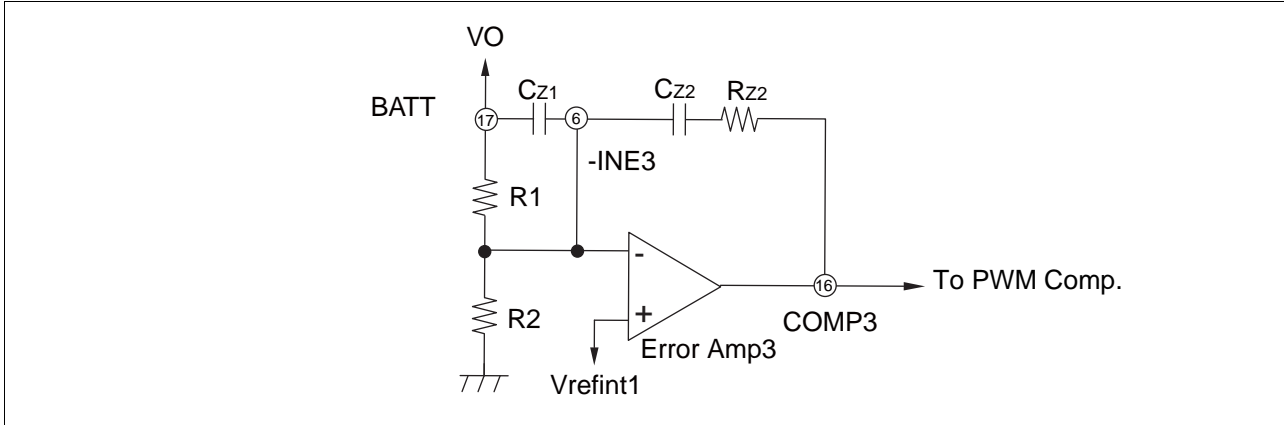 VO
CZ1
CZ2
RZ2
BATT
17
6
-INE3
R1
-
+
R2
To PWM Comp.
16
COMP3
Error Amp3
Vrefint1